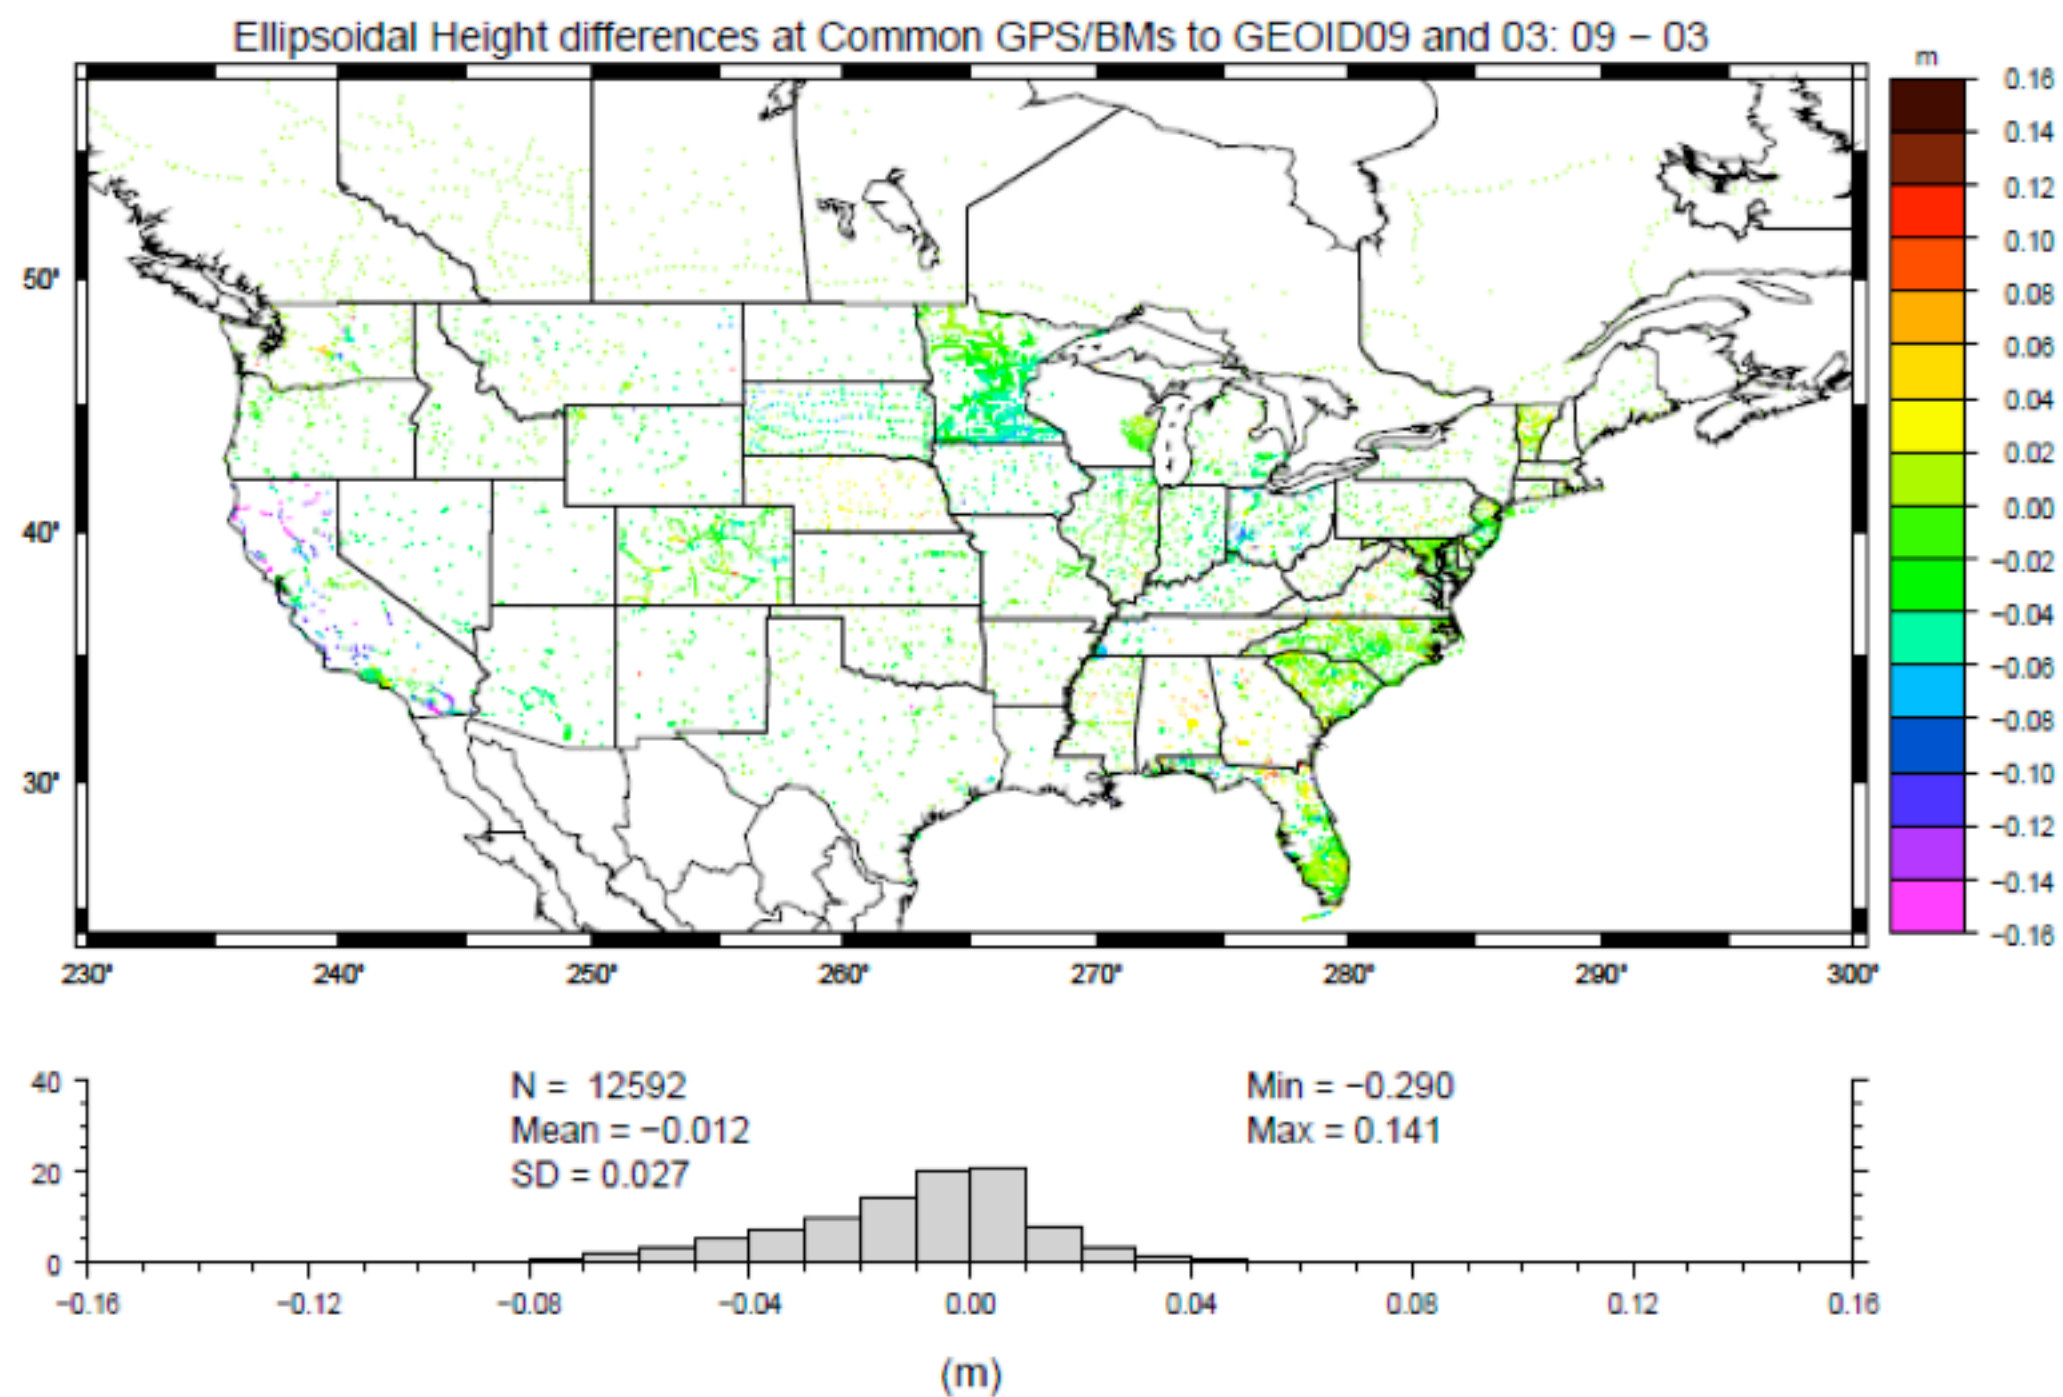 Ellipsoidal Height differences at Common GPS/BMs to GEOID09 and 03: 09 − 03
m
0.16
0.14
0.12
0.10
0.08
0.06
0.04
0.02
0.00
−0.02
−0.04
−0.06
−0.08
−0.10
−0.12
−0.14
−0.16
50°
40°
30°
230° 240° 250° 260° 270° 280° 290° 300°
N = 12592
Mean = −0.012
SD = 0.027
Min = −0.290
Max = 0.141
40
20
0
−0.16 −0.12 −0.08 −0.04 0.00 0.04 0.08 0.12 0.16
(m)